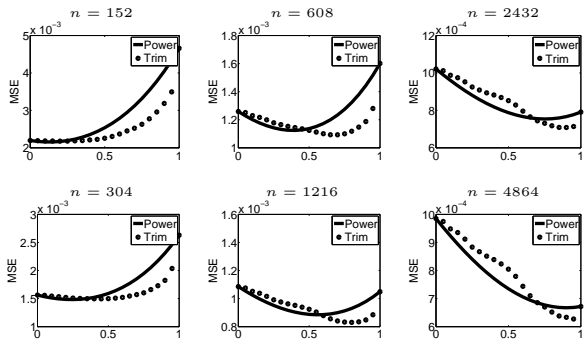 n = 152
n = 608
n = 2432
x 10⁻³
x 10⁻³
x 10⁻⁴
5
4
3
2
MSE
0
0.5
1
Power
Trim
1.8
1.6
1.4
1.2
1
MSE
0
0.5
1
Power
Trim
12
10
8
6
MSE
0
0.5
1
Power
Trim
n = 304
n = 1216
n = 4864
x 10⁻³
x 10⁻³
x 10⁻⁴
3
2.5
2
1.5
1
MSE
0
0.5
1
Power
Trim
1.6
1.4
1.2
1
0.8
MSE
0
0.5
1
Power
Trim
10
9
8
7
6
MSE
0
0.5
1
Power
Trim